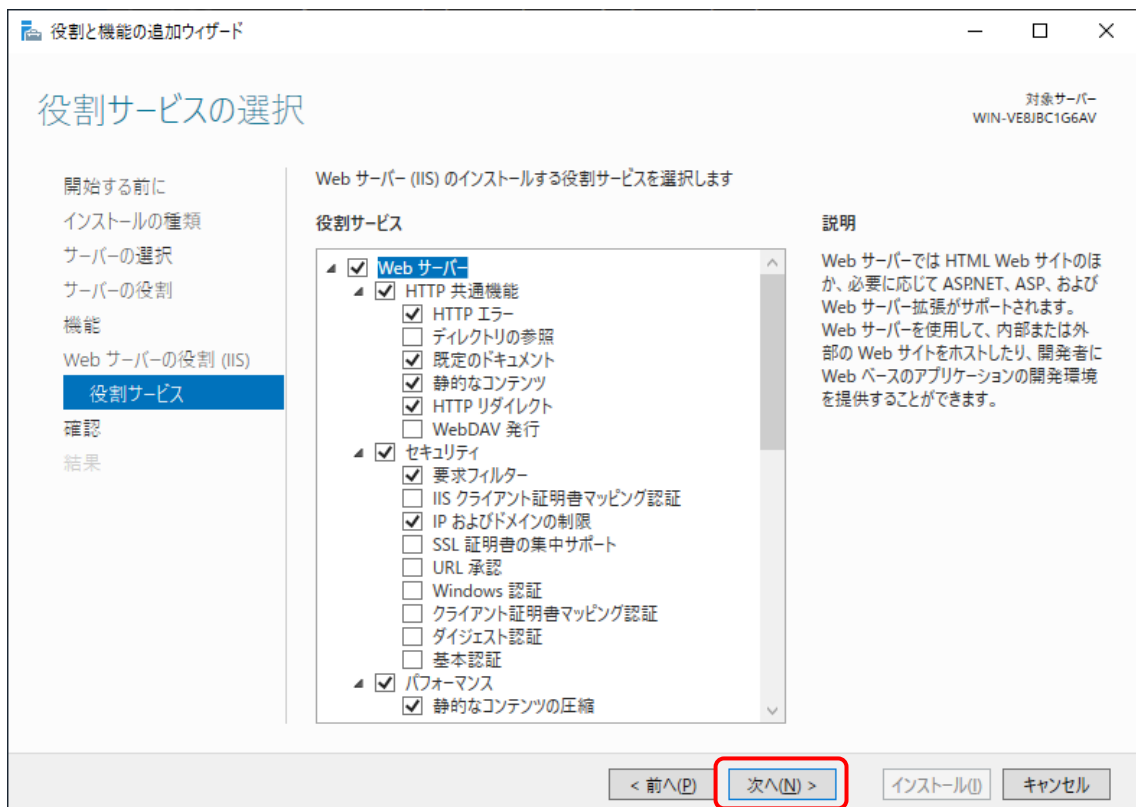 役割と機能の追加ウィザード
役割サービスの選択
対象サーバー
WIN-VE8JBC1G6AV
開始する前に
インストールの種類
サーバーの選択
サーバーの役割
機能
Web サーバーの役割 (IIS)
役割サービス
確認
結果
Web サーバー (IIS) のインストールする役割サービスを選択します
役割サービス
Web サーバー
HTTP 共通機能
HTTP エラー
ディレクトリの参照
既定のドキュメント
静的なコンテンツ
HTTP リダイレクト
WebDAV 発行
セキュリティ
要求フィルター
IIS クライアント証明書マッピング認証
IP およびドメインの制限
SSL 証明書の集中サポート
URL 承認
Windows 認証
クライアント証明書マッピング認証
ダイジェスト認証
基本認証
パフォーマンス
静的なコンテンツの圧縮
説明
Web サーバーでは HTML Web サイトのほ
か、必要に応じて ASP.NET、ASP、および
Web サーバー拡張がサポートされます。
Web サーバーを使用して、内部または外
部の Web サイトをホストしたり、開発者に
Web ベースのアプリケーションの開発環境
を提供することができます。
< 前へ(P)
次へ(N) >
インストール(I)
キャンセル